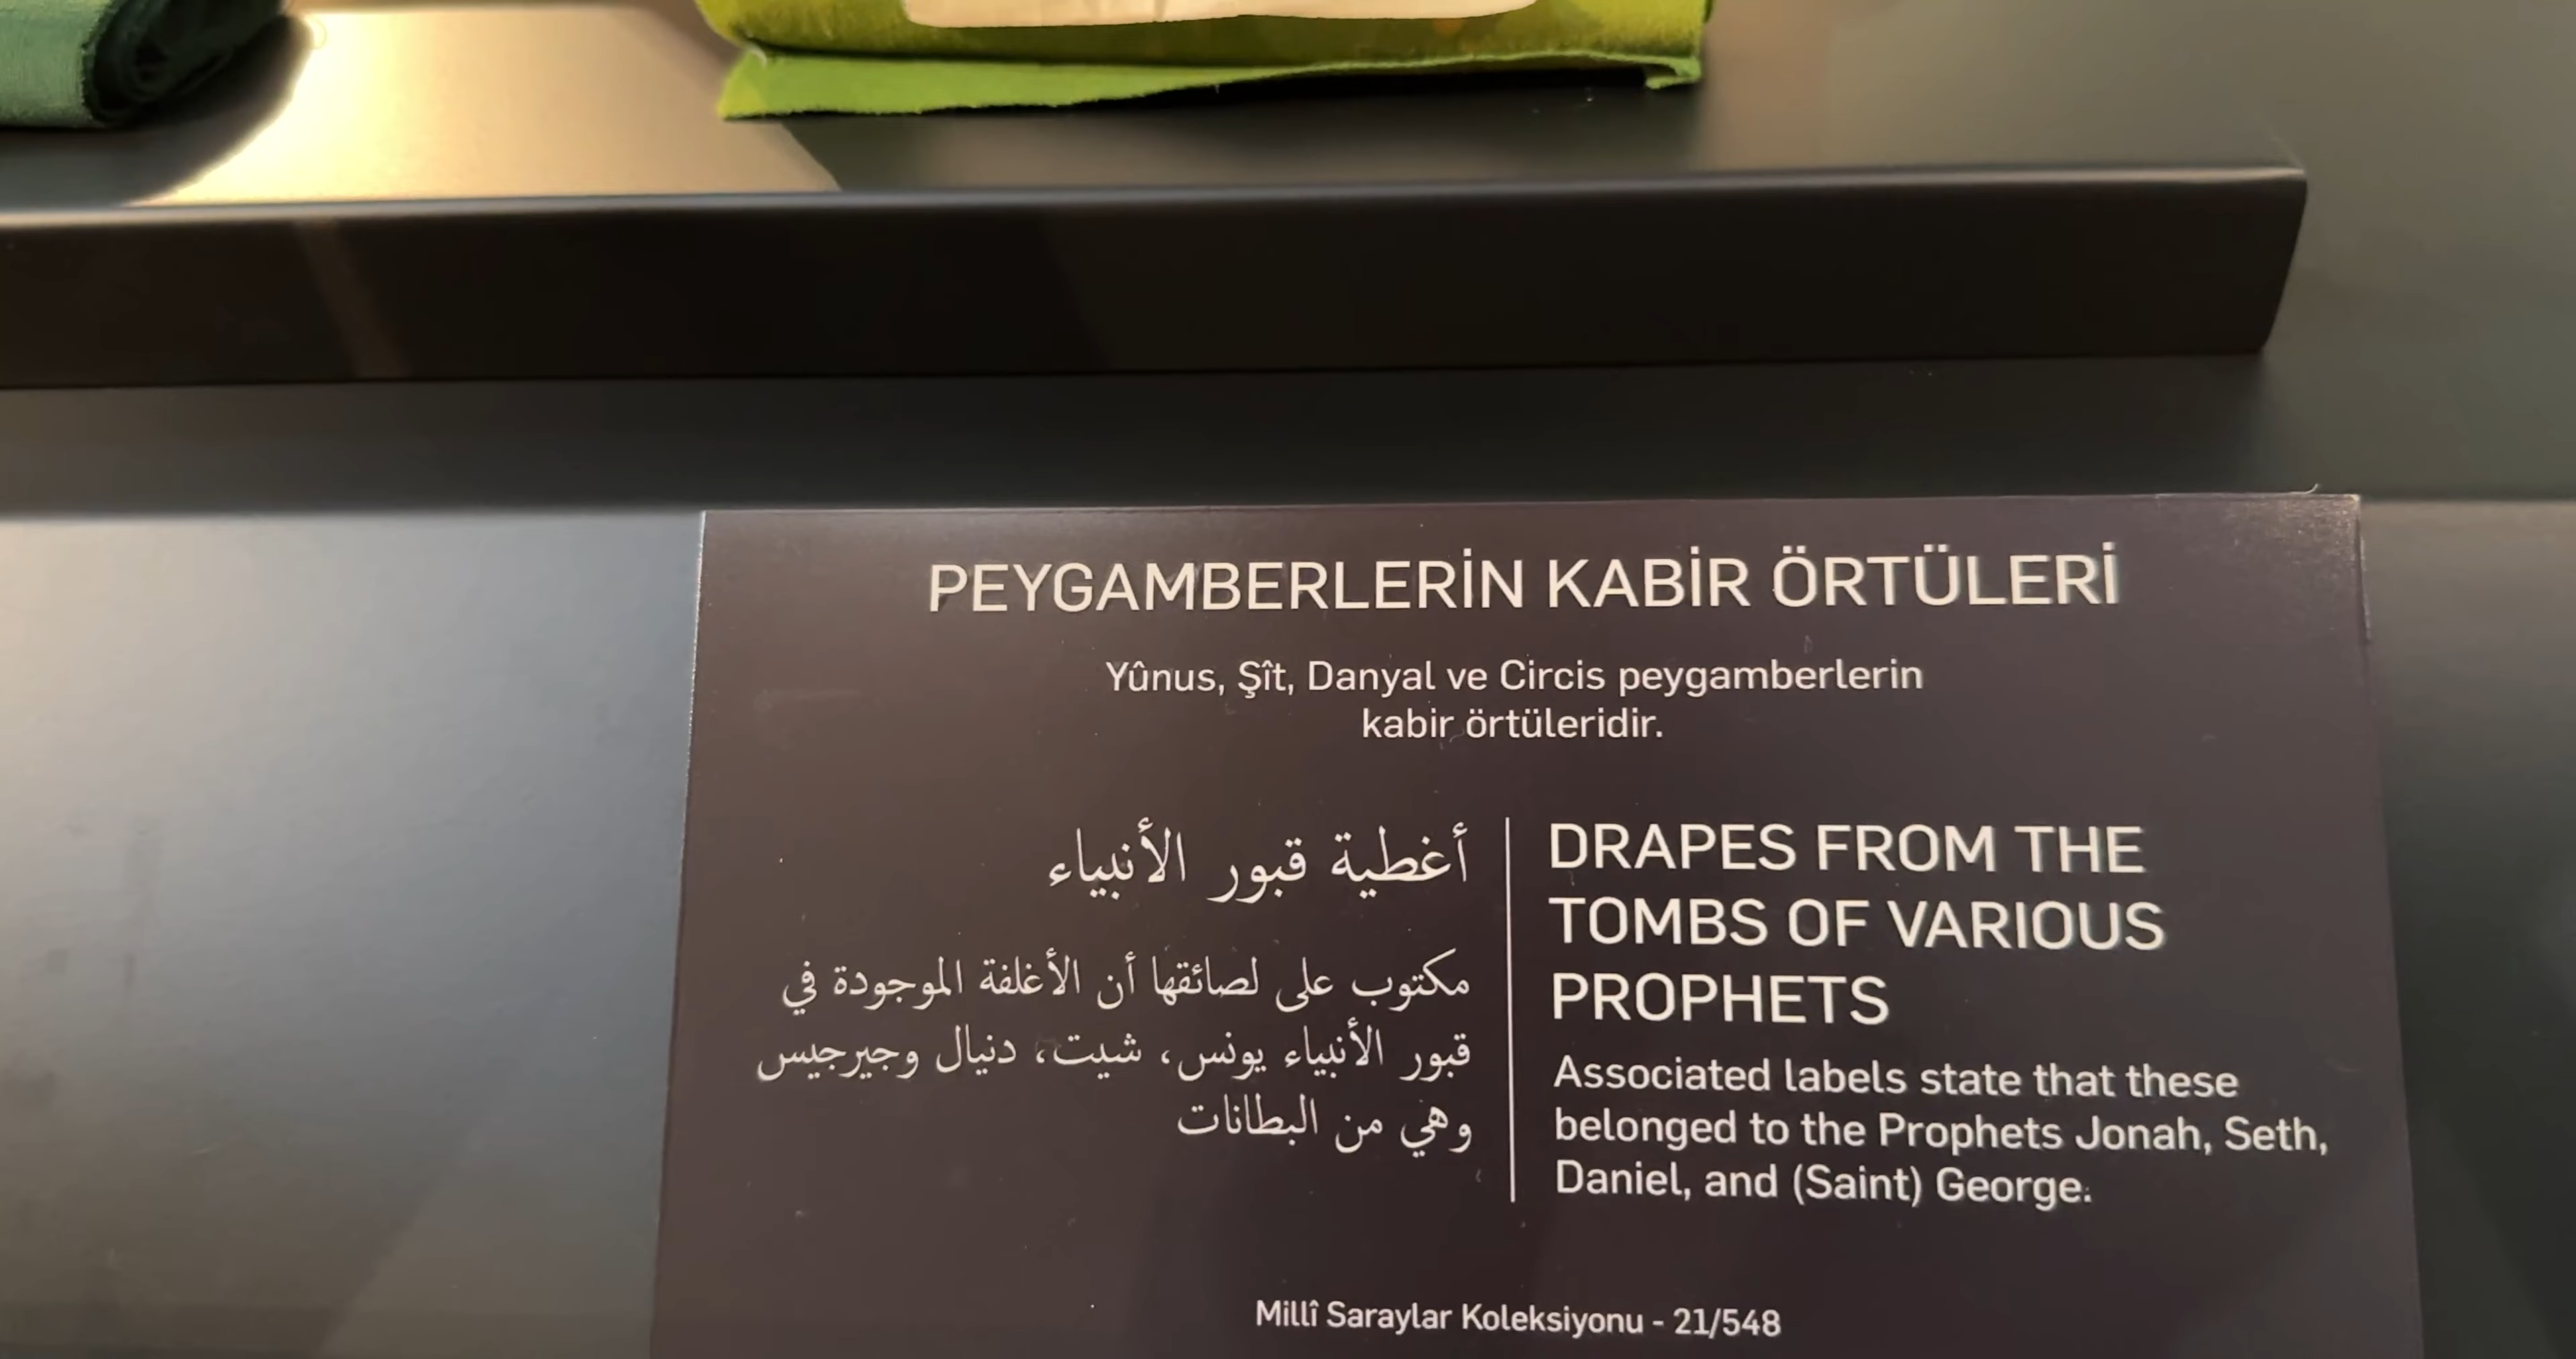 PEYGAMBERLERİN KABİR ÖRTÜLERİ
Yûnus, Şît, Danyal ve Circis peygamberlerin
kabir örtüleridir.
أغطية قبور الأنبياء
مكتوب على لصائقها أن الأغلفة الموجودة في
قبور الأنبياء يونس، شيت، دنيال وجيرجيس
وهي من البطانات
DRAPES FROM THE
TOMBS OF VARIOUS
PROPHETS
Associated labels state that these
belonged to the Prophets Jonah, Seth,
Daniel, and (Saint) George.
Millî Saraylar Koleksiyonu - 21/548